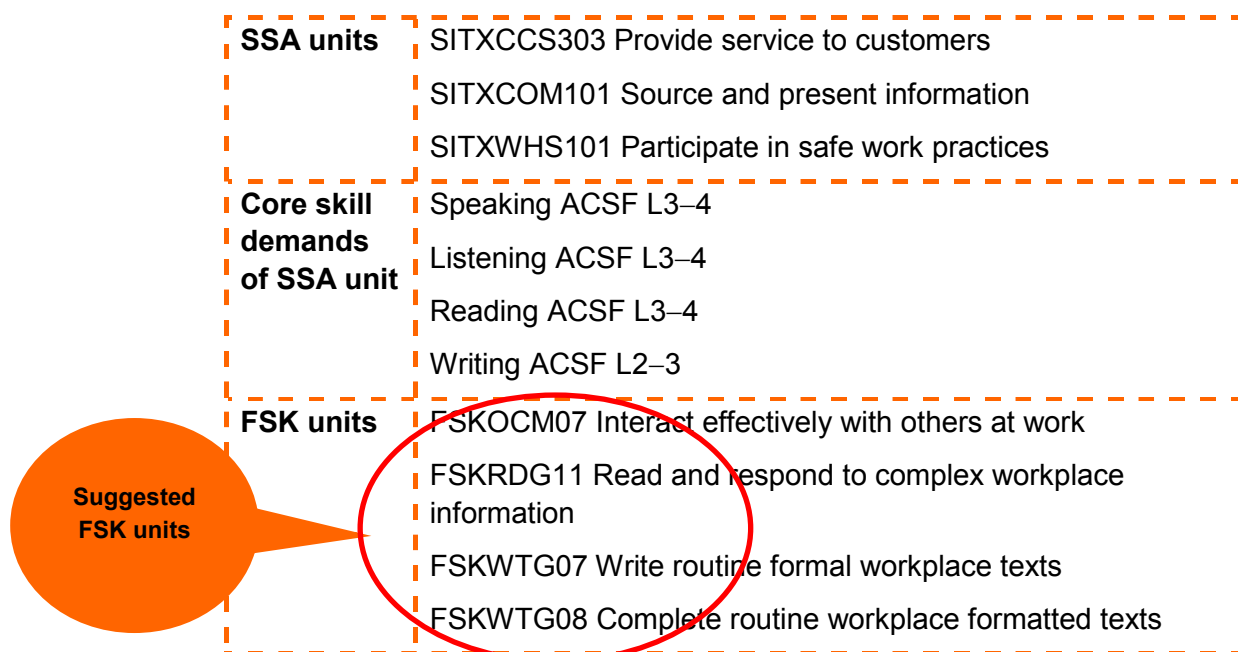 SSA units
SITXCCS303 Provide service to customers
SITXCOM101 Source and present information
SITXWHS101 Participate in safe work practices
Core skill
demands
of SSA unit
Speaking ACSF L3–4
Listening ACSF L3–4
Reading ACSF L3–4
Writing ACSF L2–3
FSK units
FSKOCM07 Interact effectively with others at work
FSKRDG11 Read and respond to complex workplace
information
FSKWTG07 Write routine formal workplace texts
FSKWTG08 Complete routine workplace formatted texts
Suggested
FSK units